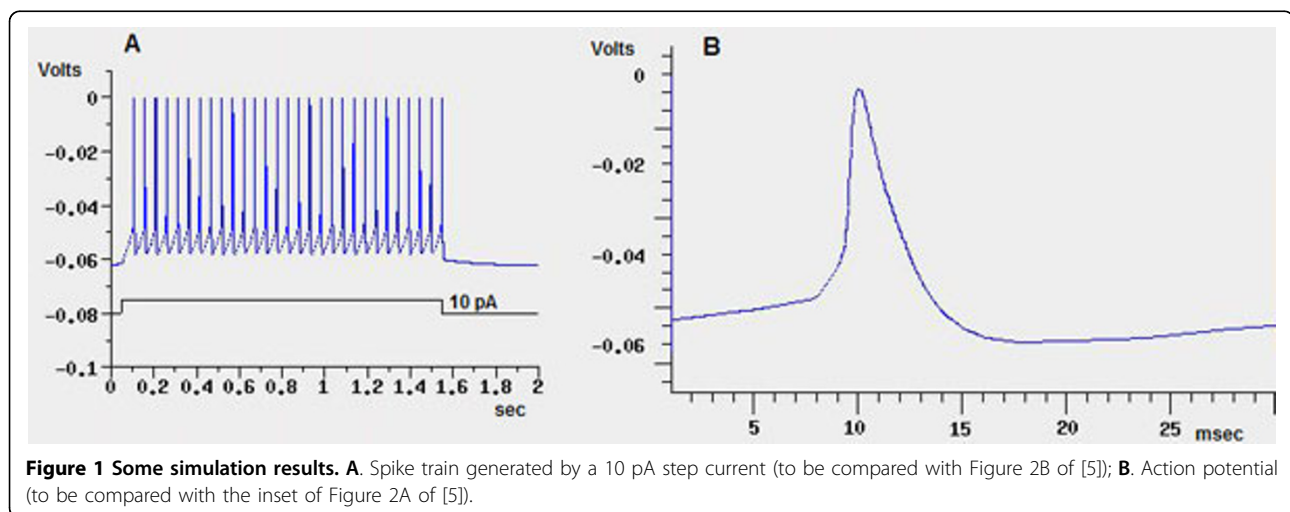 A
Volts
0
-0.02
-0.04
-0.06
-0.08
-0.1
10 pA
0 0.2 0.4 0.6 0.8 1 1.2 1.4 1.6 1.8 2
sec
B
Volts
0
-0.02
-0.04
-0.06
5 10 15 20 25 msec
Figure 1 Some simulation results. A. Spike train generated by a 10 pA step current (to be compared with Figure 2B of [5]); B. Action potential
(to be compared with the inset of Figure 2A of [5]).